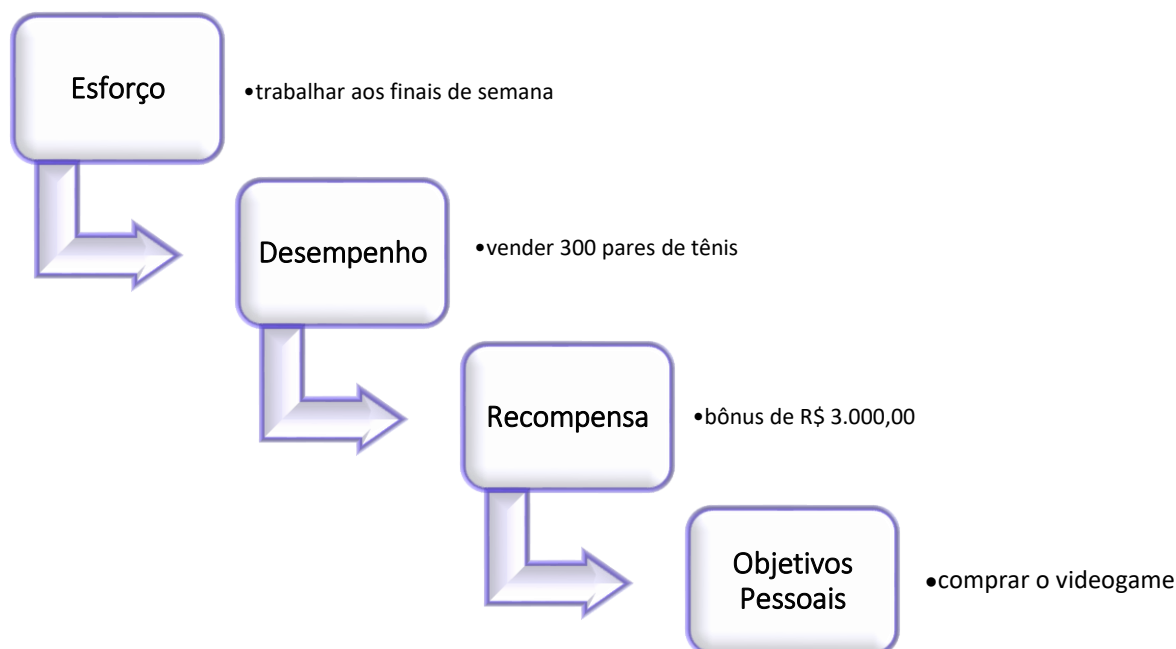 Esforço
•trabalhar aos finais de semana
Desempenho
•vender 300 pares de tênis
Recompensa
•bônus de R$ 3.000,00
Objetivos
Pessoais
•comprar o videogame